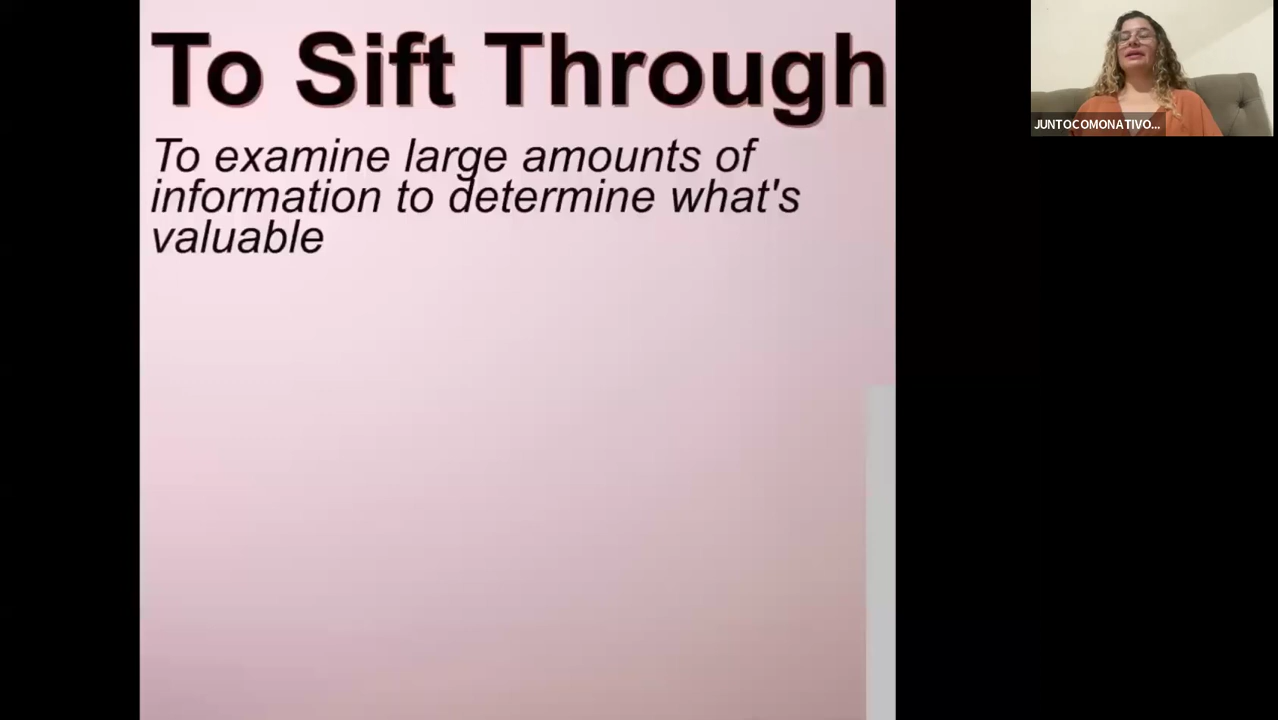 To Sift Through
To examine large amounts of
information to determine what's
valuable
JUNTOCOMONATIVO...